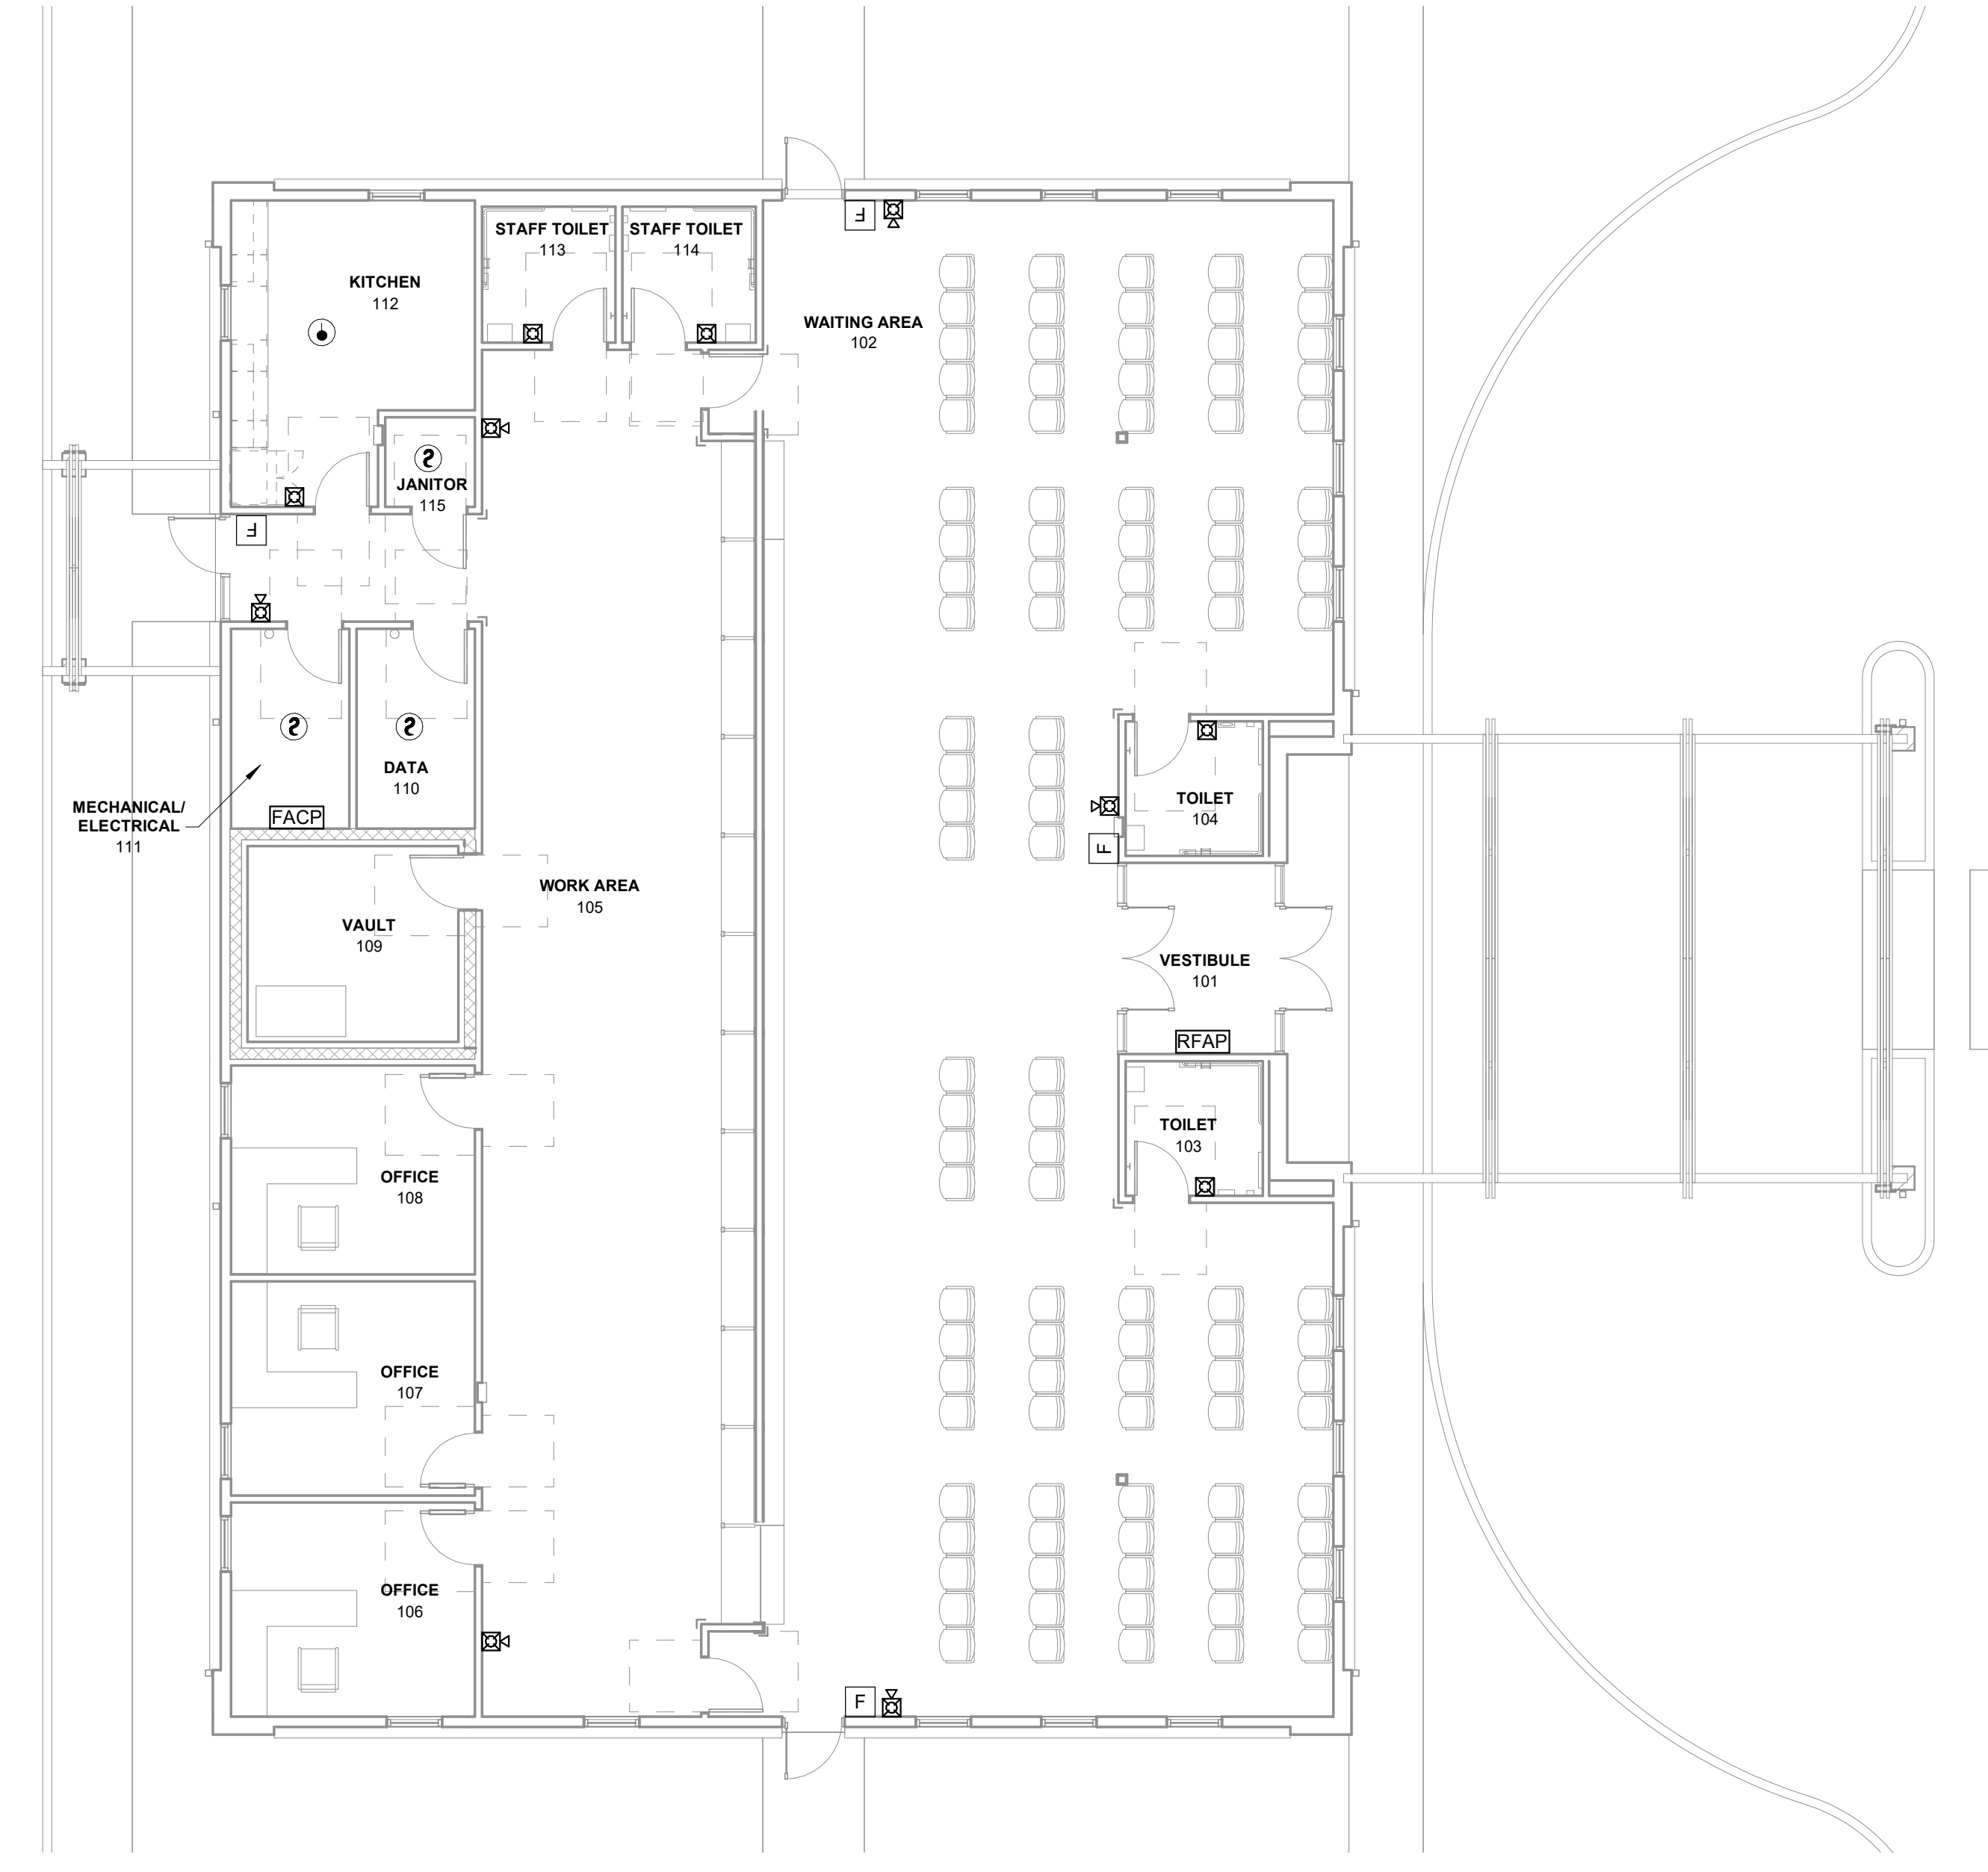 F
STAFF TOILET
113
STAFF TOILET
114
KITCHEN
112
WAITING AREA
102
JANITOR
115
F
DATA
110
MECHANICAL/
ELECTRICAL
111
FACP
TOILET
104
F
WORK AREA
105
VAULT
109
VESTIBULE
101
RFAP
TOILET
103
OFFICE
108
OFFICE
107
OFFICE
106
F